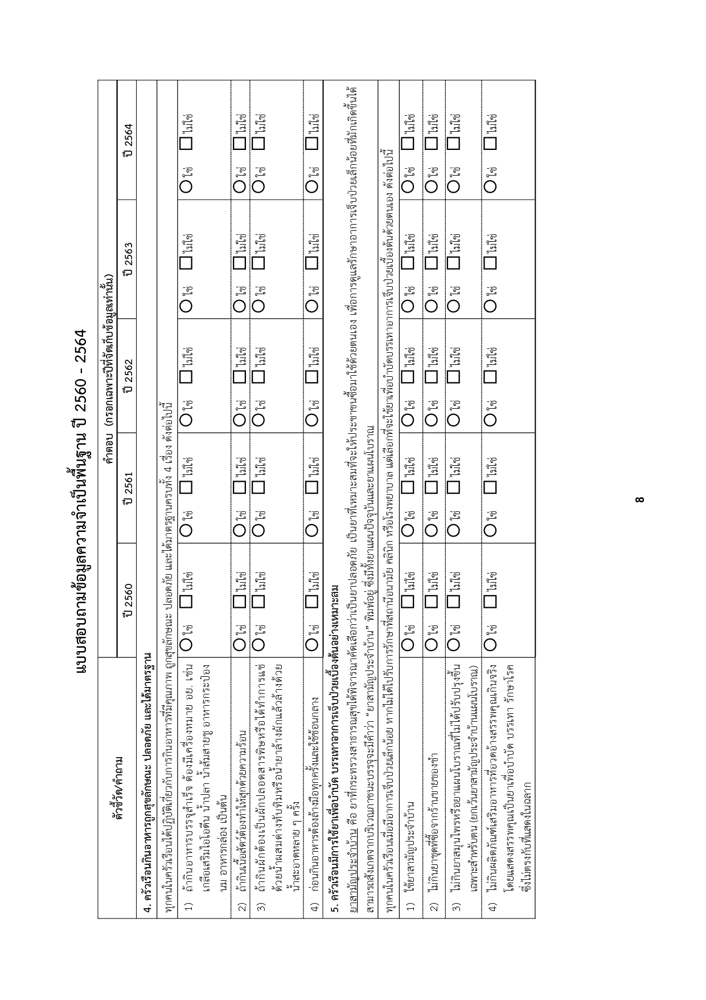 แบบสอบถามข้อมูลความจำเป็นพื้นฐาน ปี 2560 - 2564
ตัวชี้วัด/คำถาม
คำตอบ (กรอกเฉพาะปีที่จัดเก็บข้อมูลเท่านั้น)
ปี 2560 ปี 2561 ปี 2562 ปี 2563 ปี 2564
4. ครัวเรือนกินอาหารถูกสุขลักษณะ ปลอดภัย และได้มาตรฐาน
ทุกคนในครัวเรือนได้ปฏิบัติเกี่ยวกับการกินอาหารที่มีคุณภาพ ถูกสุขลักษณะ ปลอดภัย และได้มาตรฐานครบทั้ง 4 เรื่อง ดังต่อไปนี้
1) ถ้ากินอาหารบรรจุสำเร็จ ต้องมีเครื่องหมาย อย. เช่น ใช่ ไม่ใช่ ใช่ ไม่ใช่ ใช่ ไม่ใช่ ใช่ ไม่ใช่ ใช่ ไม่ใช่
เกลือเสริมไอโอดีน น้ำปลา น้ำส้มสายชู อาหารกระป๋อง
นม อาหารกล่อง เป็นต้น
2) ถ้ากินเนื้อสัตว์ต้องทำให้สุกด้วยความร้อน ใช่ ไม่ใช่ ใช่ ไม่ใช่ ใช่ ไม่ใช่ ใช่ ไม่ใช่ ใช่ ไม่ใช่
3) ถ้ากินผักต้องเป็นผักปลอดสารพิษหรือได้ทำการแช่ ใช่ ไม่ใช่ ใช่ ไม่ใช่ ใช่ ไม่ใช่ ใช่ ไม่ใช่ ใช่ ไม่ใช่
ด้วยน้ำผสมด่างทับทิมหรือน้ำยาล้างผักแล้วล้างด้วย
น้ำสะอาดหลาย ๆ ครั้ง
4) ก่อนกินอาหารต้องล้างมือทุกครั้งและใช้ช้อนกลาง ใช่ ไม่ใช่ ใช่ ไม่ใช่ ใช่ ไม่ใช่ ใช่ ไม่ใช่ ใช่ ไม่ใช่
5. ครัวเรือนมีการใช้ยาเพื่อบำบัด บรรเทาอาการเจ็บป่วยเบื้องต้นอย่างเหมาะสม
ยาสามัญประจำบ้าน คือ ยาที่กระทรวงสาธารณสุขได้พิจารณาคัดเลือกว่าเป็นยาปลอดภัย เป็นยาที่เหมาะสมที่จะให้ประชาชนซื้อมาใช้ด้วยตนเอง เพื่อการดูแลรักษาอาการเจ็บป่วยเล็กน้อยที่มักเกิดขึ้นได้
สามารถสังเกตจากบริเวณภาชนะบรรจุจะมีคำว่า “ยาสามัญประจำบ้าน” พิมพ์อยู่ ซึ่งมีทั้งยาแผนปัจจุบันและยาแผนโบราณ
ทุกคนในครัวเรือนเมื่อมีอาการเจ็บป่วยเล็กน้อย หากไม่ได้ไปรับการรักษาที่สถานีอนามัย คลินิก หรือโรงพยาบาล แต่เลือกที่จะใช้ยาเพื่อบำบัดบรรเทาอาการเจ็บป่วยเบื้องต้นด้วยตนเอง ดังต่อไปนี้
1) ใช้ยาสามัญประจำบ้าน ใช่ ไม่ใช่ ใช่ ไม่ใช่ ใช่ ไม่ใช่ ใช่ ไม่ใช่ ใช่ ไม่ใช่
2) ไม่กินยาชุดที่ซื้อจากร้านขายของชำ ใช่ ไม่ใช่ ใช่ ไม่ใช่ ใช่ ไม่ใช่ ใช่ ไม่ใช่ ใช่ ไม่ใช่
3) ไม่กินยาสมุนไพรหรือยาแผนโบราณที่ไม่ได้ปรับปรุงขึ้น ใช่ ไม่ใช่ ใช่ ไม่ใช่ ใช่ ไม่ใช่ ใช่ ไม่ใช่ ใช่ ไม่ใช่
เฉพาะสำหรับตน (ยกเว้นยาสามัญประจำบ้านแผนโบราณ)
4) ไม่กินผลิตภัณฑ์เสริมอาหารที่อวดอ้างสรรพคุณเกินจริง ใช่ ไม่ใช่ ใช่ ไม่ใช่ ใช่ ไม่ใช่ ใช่ ไม่ใช่ ใช่ ไม่ใช่
โดยแสดงสรรพคุณเป็นยาเพื่อบำบัด บรรเทา รักษาโรค
ซึ่งไม่ตรงกับที่แสดงในฉลาก
8